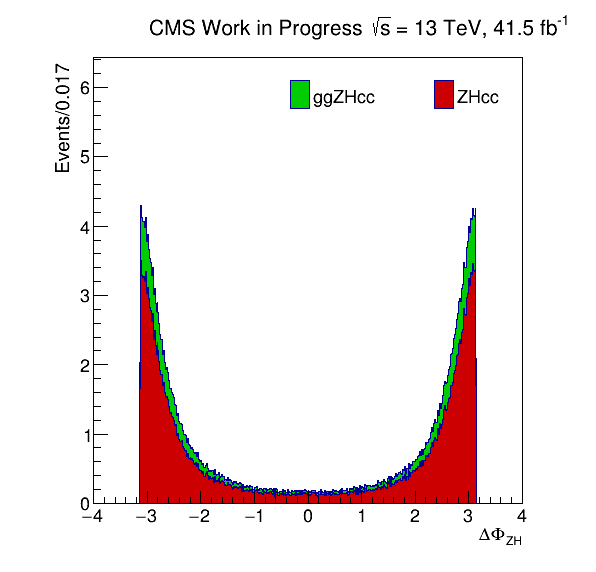 CMS Work in Progress √s = 13 TeV, 41.5 fb⁻¹
Events/0.017
ggZHcc ZHcc
6
5
4
3
2
1
0
−4 −3 −2 −1 0 1 2 3 4
ΔΦ_ZH